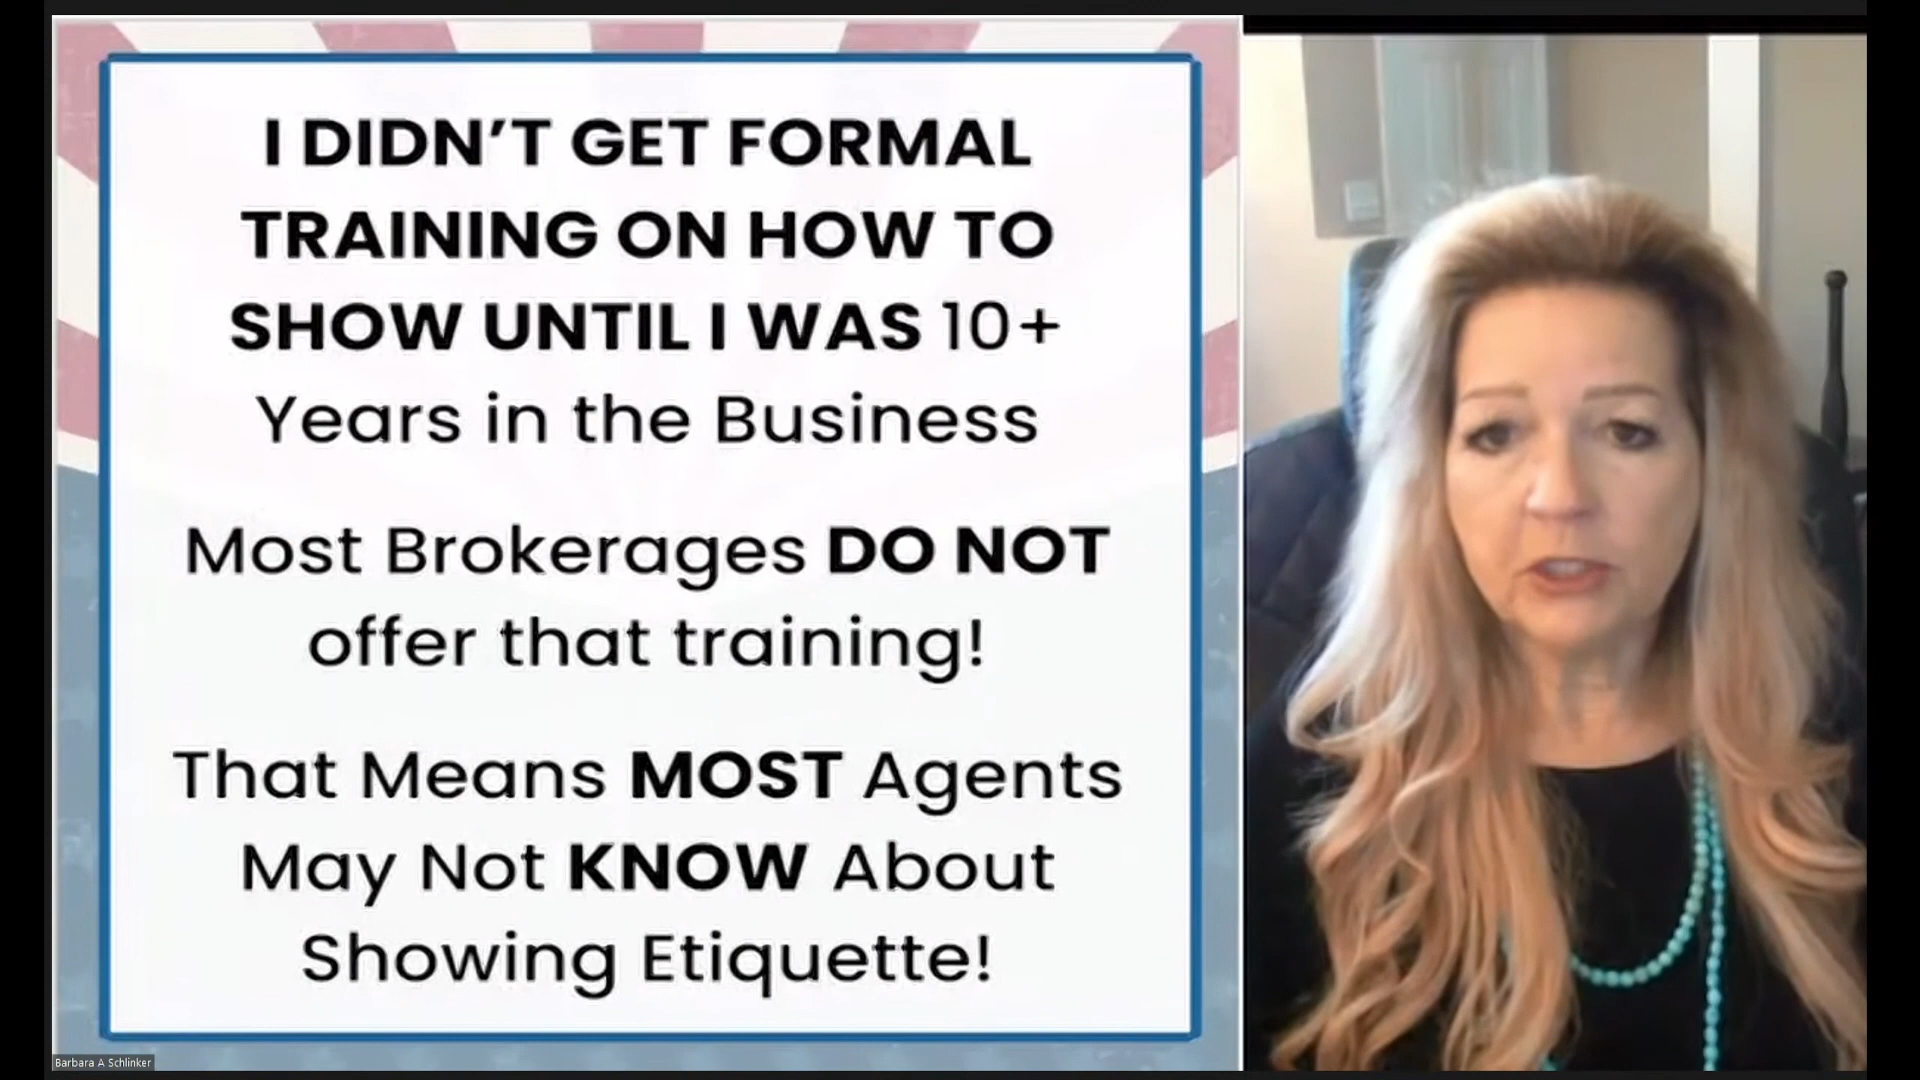 I DIDN’T GET FORMAL
TRAINING ON HOW TO
SHOW UNTIL I WAS 10+
Years in the Business
Most Brokerages DO NOT
offer that training!
That Means MOST Agents
May Not KNOW About
Showing Etiquette!
Barbara A Schlinker